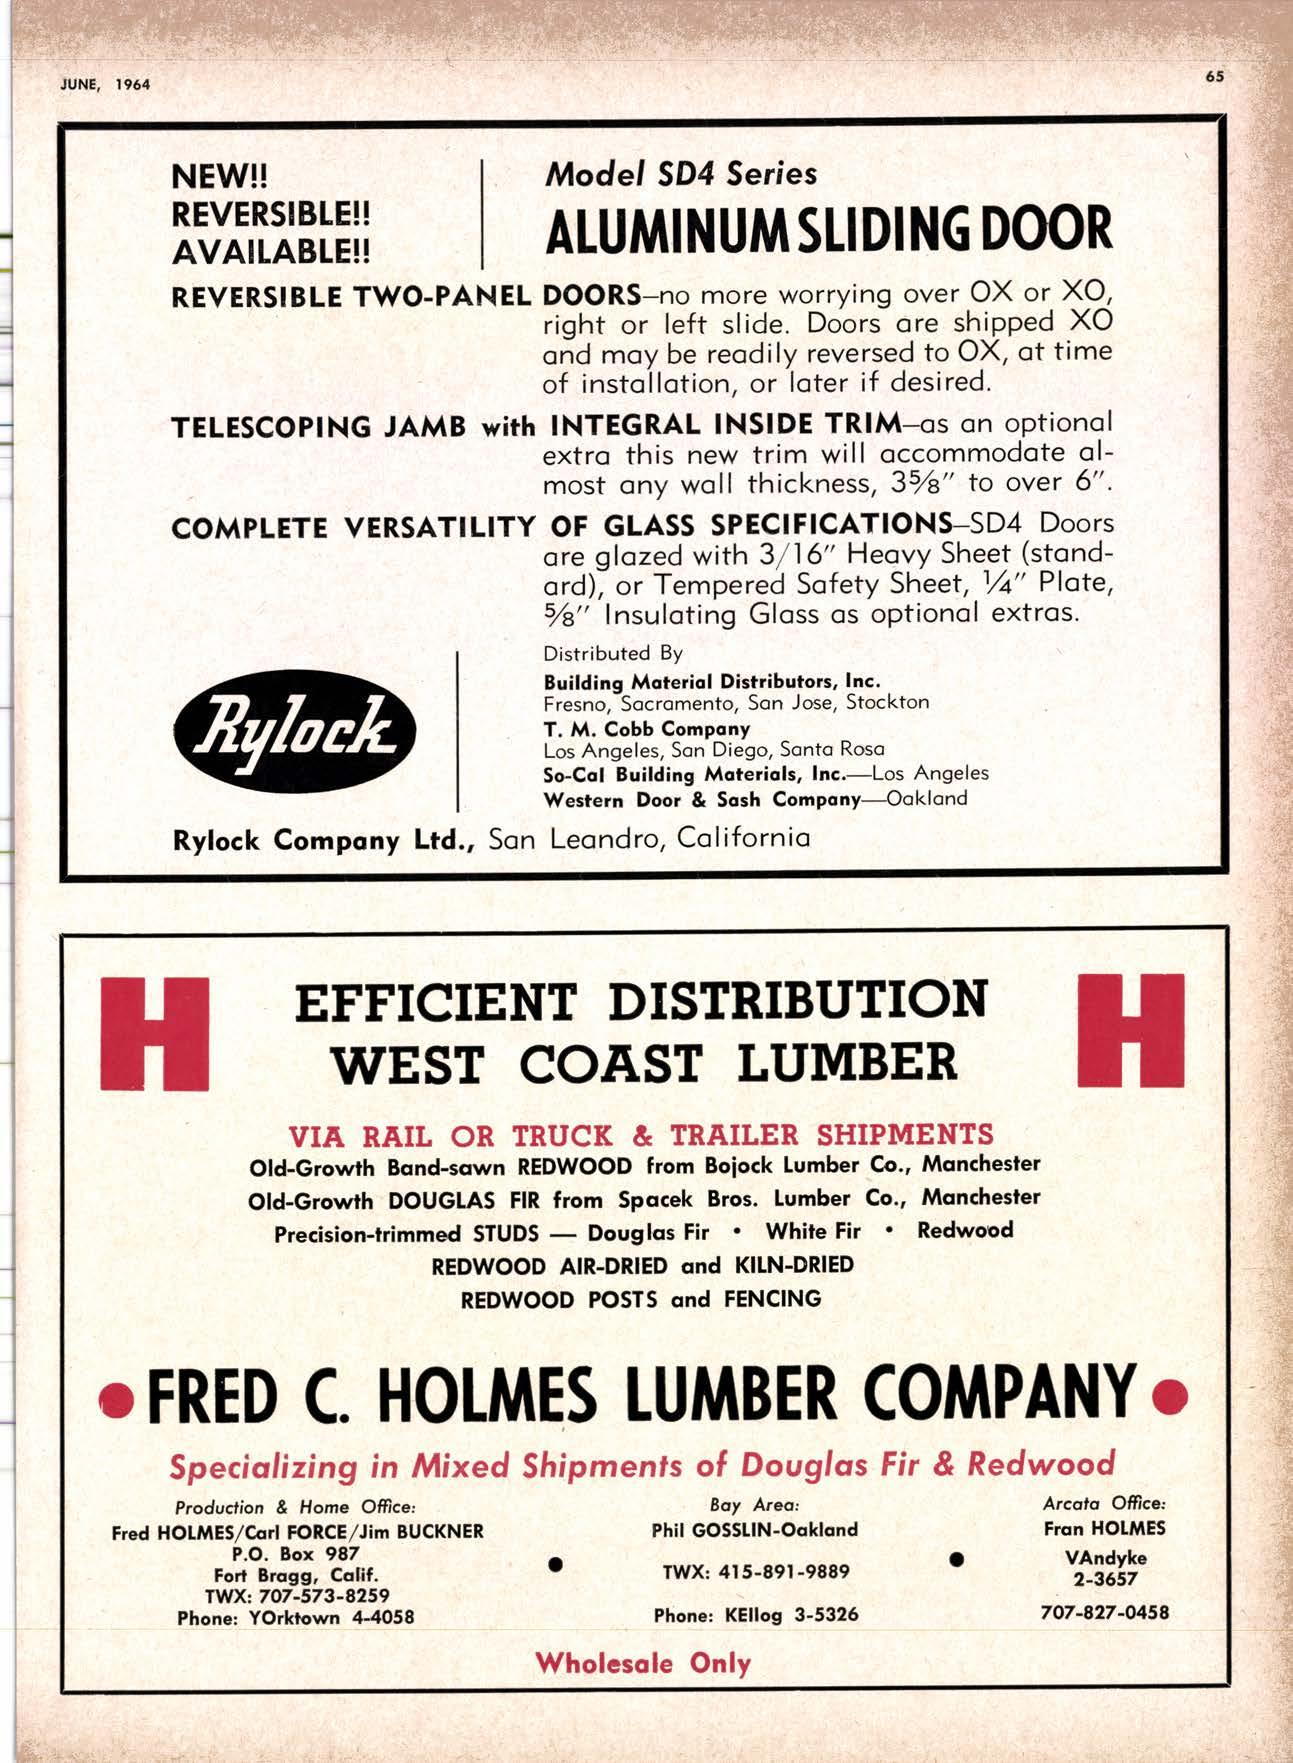 JUNE, 1964
65
NEW!!
REVERSIBLE!!
AVAILABLE!!
Model SD4 Series
ALUMINUM SLIDING DOOR
REVERSIBLE TWO-PANEL DOORS—no more worrying over OX or XO,
right or left slide. Doors are shipped XO
and may be readily reversed to OX, at time
of installation, or later if desired.
TELESCOPING JAMB with INTEGRAL INSIDE TRIM—as an optional
extra this new trim will accommodate al-
most any wall thickness, 3⅝" to over 6".
COMPLETE VERSATILITY OF GLASS SPECIFICATIONS—SD4 Doors
are glazed with 3/16" Heavy Sheet (stand-
ard), or Tempered Safety Sheet, ¼" Plate,
⅝" Insulating Glass as optional extras.
Rylock
Distributed By
Building Material Distributors, Inc.
Fresno, Sacramento, San Jose, Stockton
T. M. Cobb Company
Los Angeles, San Diego, Santa Rosa
So-Cal Building Materials, Inc.—Los Angeles
Western Door & Sash Company—Oakland
Rylock Company Ltd., San Leandro, California
H
H
EFFICIENT DISTRIBUTION
WEST COAST LUMBER
VIA RAIL OR TRUCK & TRAILER SHIPMENTS
Old-Growth Band-sawn REDWOOD from Bojock Lumber Co., Manchester
Old-Growth DOUGLAS FIR from Spacek Bros. Lumber Co., Manchester
Precision-trimmed STUDS — Douglas Fir • White Fir • Redwood
REDWOOD AIR-DRIED and KILN-DRIED
REDWOOD POSTS and FENCING
• FRED C. HOLMES LUMBER COMPANY •
Specializing in Mixed Shipments of Douglas Fir & Redwood
Production & Home Office:
Fred HOLMES/Carl FORCE/Jim BUCKNER
P.O. Box 987
Fort Bragg, Calif.
TWX: 707-573-8259
Phone: YOrktown 4-4058
•
Bay Area:
Phil GOSSLIN-Oakland
TWX: 415-891-9889
Phone: KEllog 3-5326
•
Arcata Office:
Fran HOLMES
VAndyke
2-3657
707-827-0458
Wholesale Only